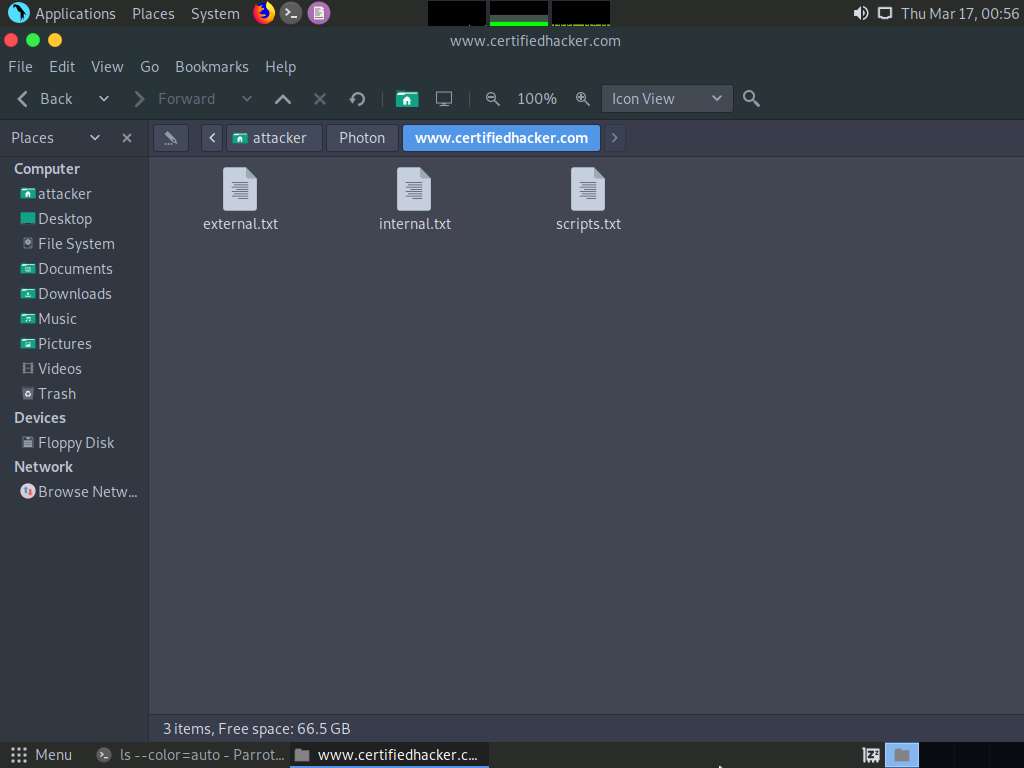 Applications Places System Thu Mar 17, 00:56
www.certifiedhacker.com
File Edit View Go Bookmarks Help
Back Forward 100% Icon View
Places attacker Photon www.certifiedhacker.com
Computer
attacker
Desktop
File System
Documents
Downloads
Music
Pictures
Videos
Trash
Devices
Floppy Disk
Network
Browse Netw...
external.txt internal.txt scripts.txt
3 items, Free space: 66.5 GB
Menu ls --color=auto - Parrot... www.certifiedhacker.c...